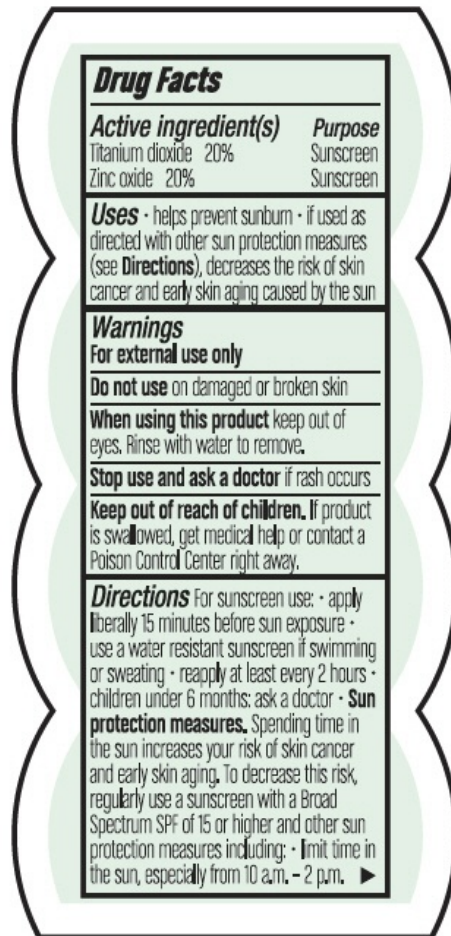 Drug Facts
Active ingredient(s) Purpose
Titanium dioxide 20% Sunscreen
Zinc oxide 20% Sunscreen
Uses · helps prevent sunburn · if used as
directed with other sun protection measures
(see Directions), decreases the risk of skin
cancer and early skin aging caused by the sun
Warnings
For external use only
Do not use on damaged or broken skin
When using this product keep out of
eyes. Rinse with water to remove.
Stop use and ask a doctor if rash occurs
Keep out of reach of children. If product
is swallowed, get medical help or contact a
Poison Control Center right away.
Directions For sunscreen use: · apply
liberally 15 minutes before sun exposure ·
use a water resistant sunscreen if swimming
or sweating · reapply at least every 2 hours ·
children under 6 months: ask a doctor · Sun
protection measures. Spending time in
the sun increases your risk of skin cancer
and early skin aging. To decrease this risk,
regularly use a sunscreen with a Broad
Spectrum SPF of 15 or higher and other sun
protection measures including: · limit time in
the sun, especially from 10 a.m. – 2 p.m. ▶